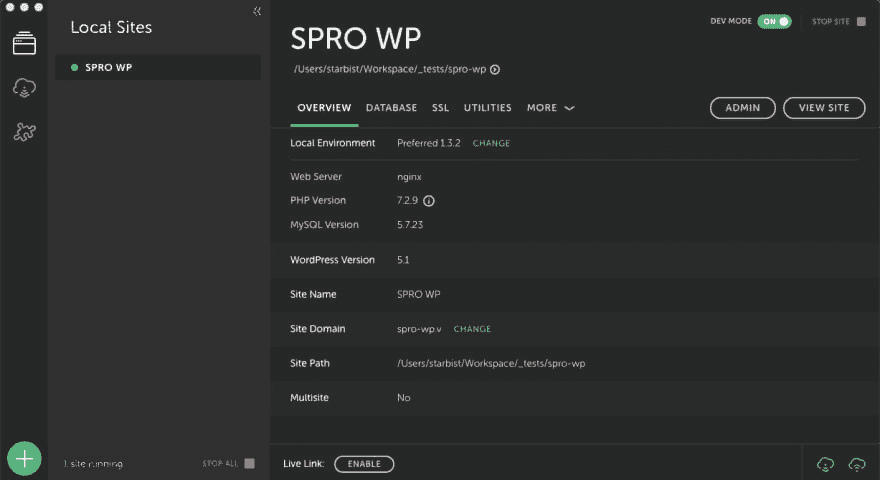 Local Sites
SPRO WP
1 site running
STOP ALL
SPRO WP
DEV MODE ON STOP SITE
/Users/starbist/Workspace/_tests/spro-wp
OVERVIEW DATABASE SSL UTILITIES MORE ADMIN VIEW SITE
Local Environment Preferred 1.3.2 CHANGE
Web Server nginx
PHP Version 7.2.9
MySQL Version 5.7.23
WordPress Version 5.1
Site Name SPRO WP
Site Domain spro-wp.v CHANGE
Site Path /Users/starbist/Workspace/_tests/spro-wp
Multisite No
Live Link: ENABLE